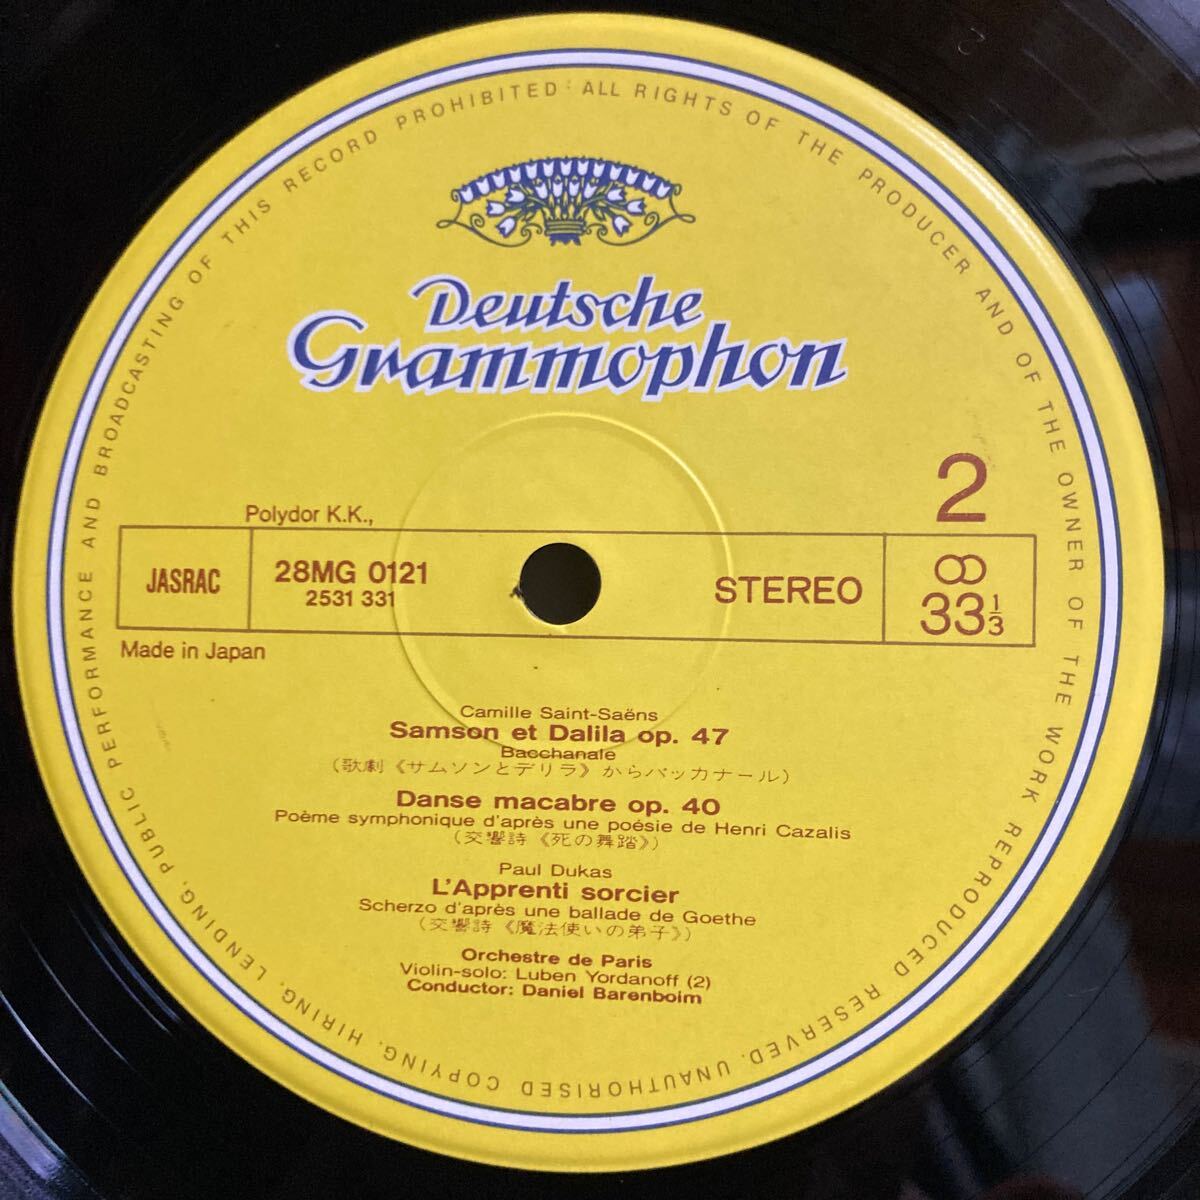 PUBLIC PERFORMANCE AND BROADCASTING OF THIS RECORD PROHIBITED · ALL RIGHTS OF THE PRODUCER AND OF THE OWNER OF THE WORK REPRODUCED RESERVED. UNAUTHORISED COPYING, HIRING, LENDING,
Deutsche
Grammophon
2
Polydor K.K.,
JASRAC
28MG 0121
2531 331
STEREO
33 1/3
Made in Japan
Camille Saint-Saëns
Samson et Dalila op. 47
Bacchanale
(歌劇《サムソンとデリラ》からバッカナール)
Danse macabre op. 40
Poème symphonique d'après une poésie de Henri Cazalis
(交響詩《死の舞踏》)
Paul Dukas
L'Apprenti sorcier
Scherzo d'après une ballade de Goethe
(交響詩《魔法使いの弟子》)
Orchestre de Paris
Violin-solo: Luben Yordanoff (2)
Conductor: Daniel Barenboim